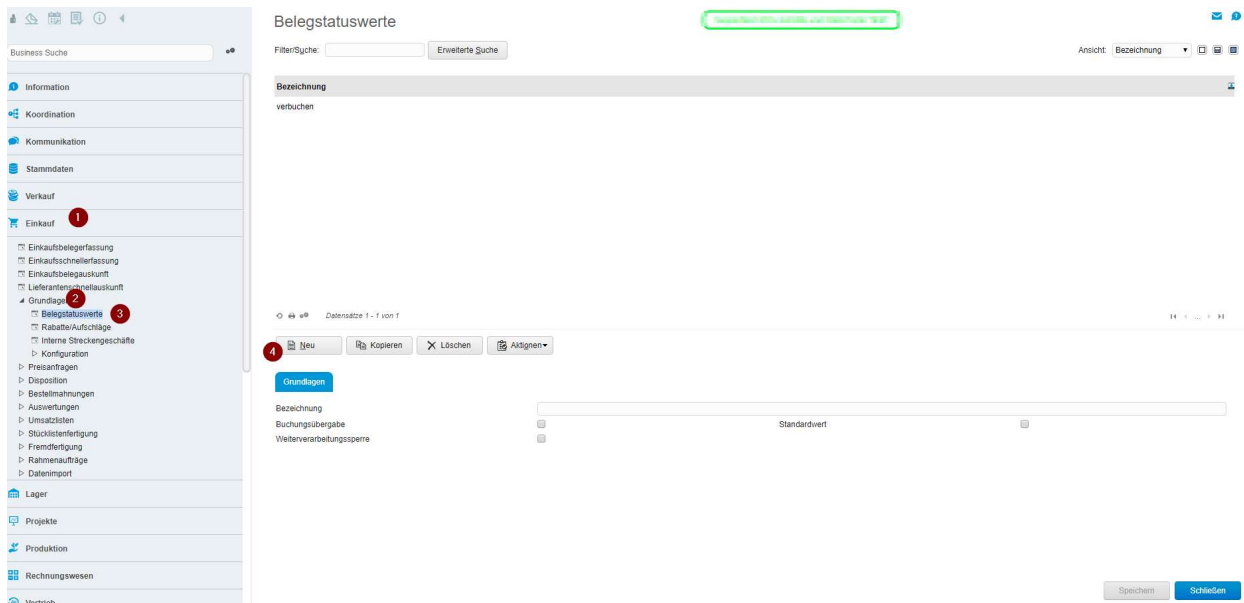 Belegstatuswerte
Business Suche
Filter/Suche:
Erweiterte Suche
Ansicht: Bezeichnung
Information
Koordination
Kommunikation
Stammdaten
Verkauf
Einkauf 1
Einkaufsbelegerfassung
Einkaufsschnellerfassung
Einkaufsbelegauskunft
Lieferantenschnellauskunft
Grundlagen 2
Belegstatuswerte 3
Rabatte/Aufschläge
Interne Streckengeschäfte
Konfiguration
Preisanfragen
Disposition
Bestellmahnungen
Auswertungen
Umsatzlisten
Stücklistenfertigung
Fremdfertigung
Rahmenaufträge
Datenimport
Lager
Projekte
Produktion
Rechnungswesen
Vertrieb
Bezeichnung
verbuchen
Datensätze 1 - 1 von 1
...
4 Neu Kopieren Löschen Aktionen
Grundlagen
Bezeichnung
Buchungsübergabe Standardwert
Weiterverarbeitungssperre
Speichern Schließen